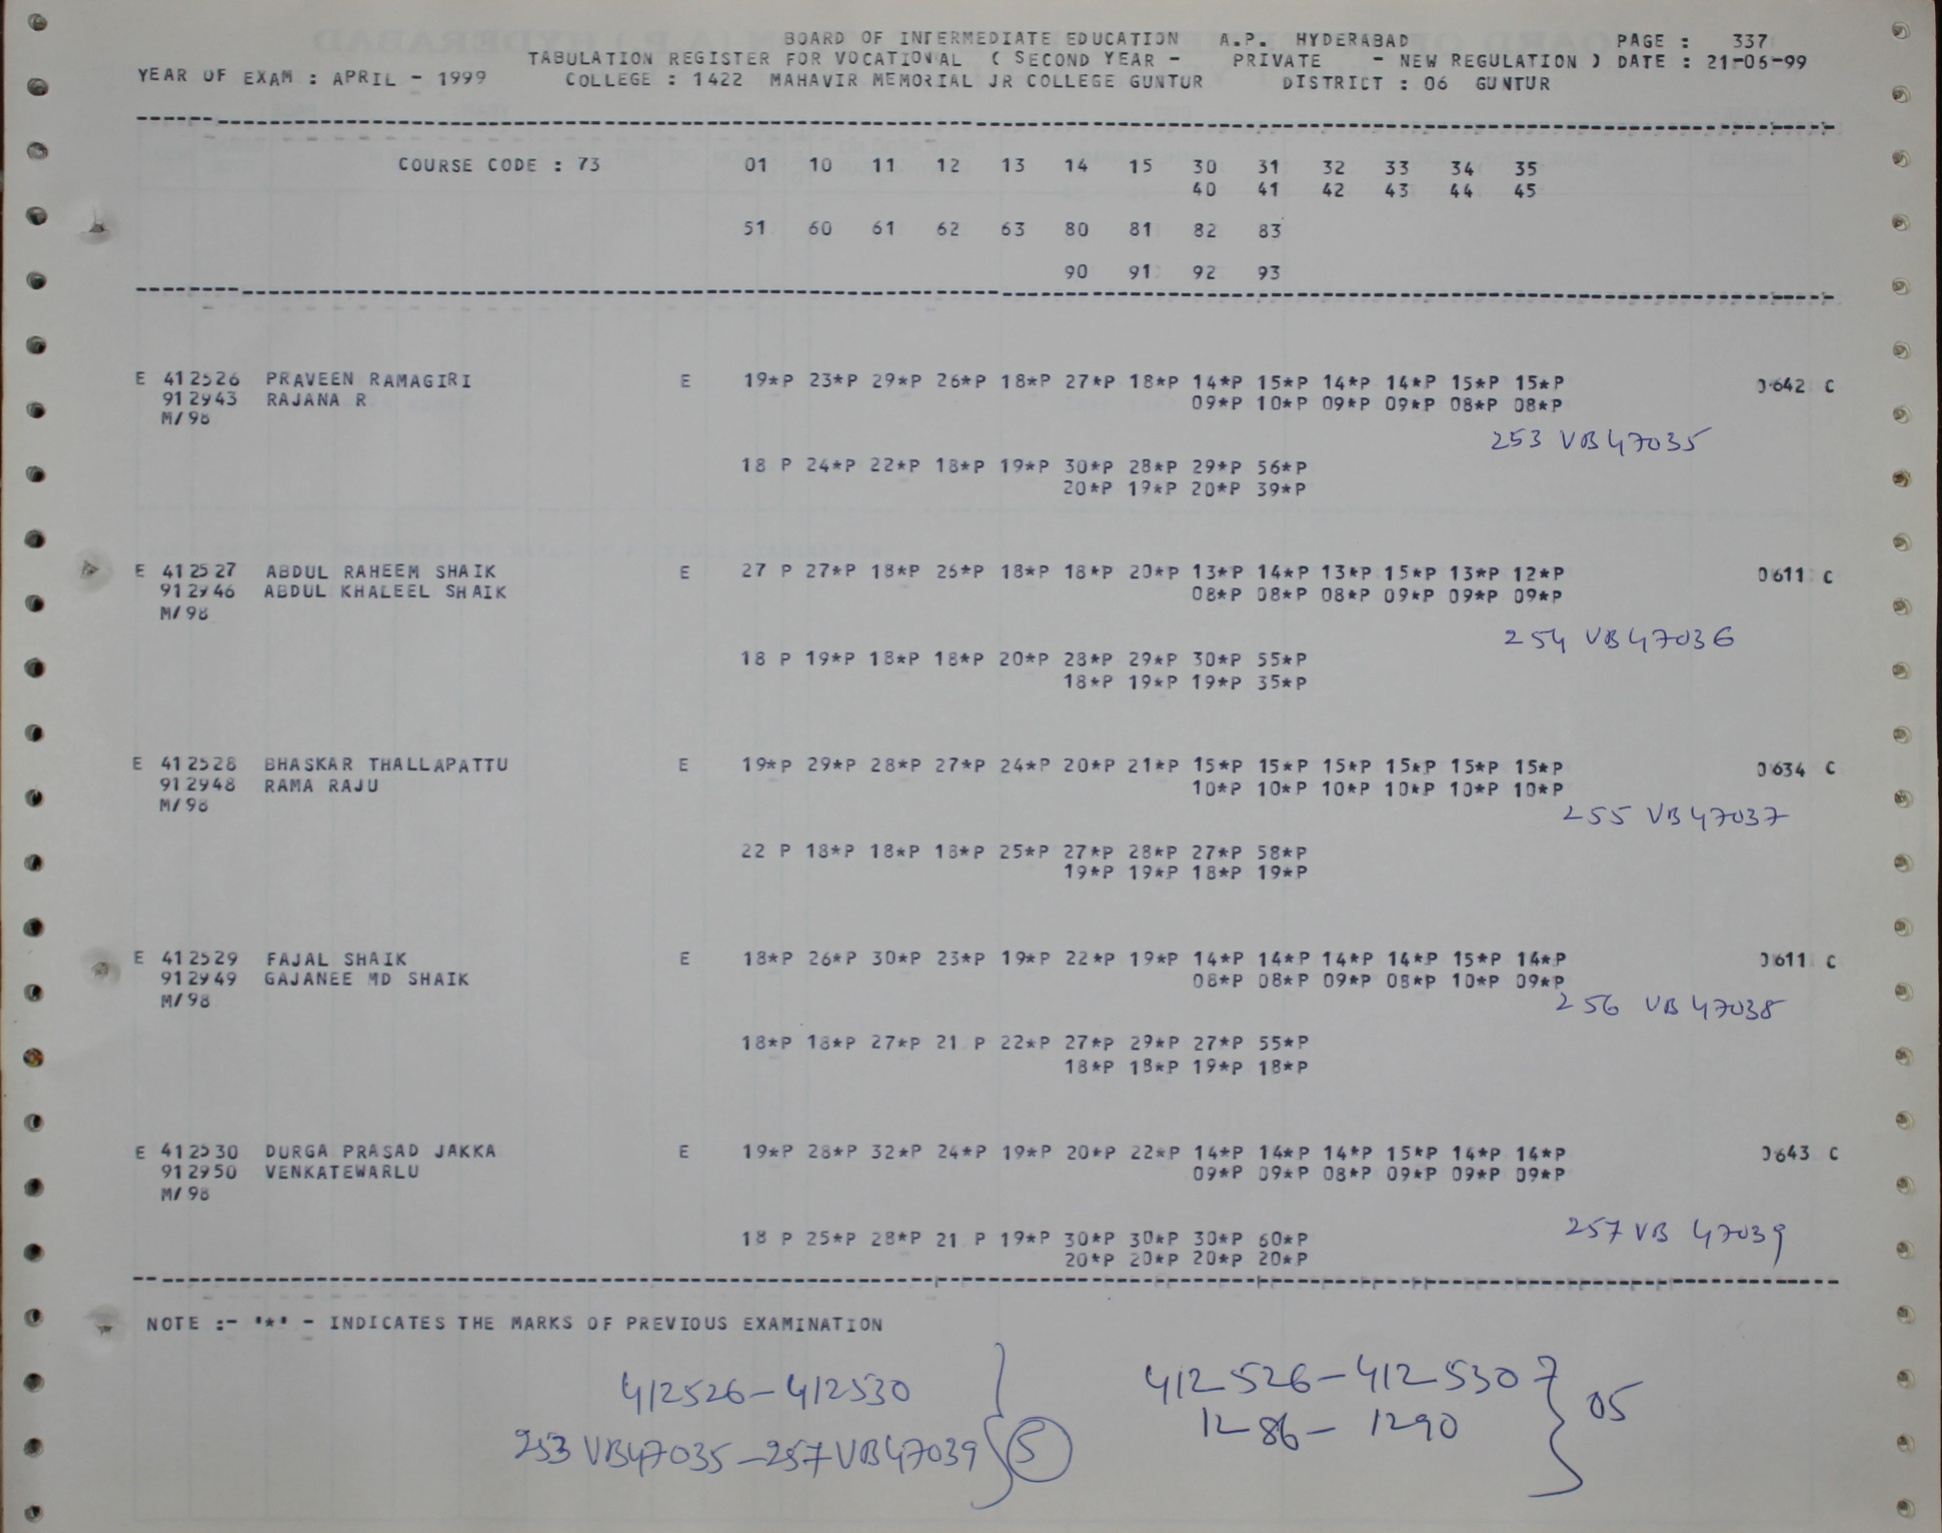 BOARD OF INTERMEDIATE EDUCATION A.P. HYDERABAD PAGE : 337
TABULATION REGISTER FOR VOCATIONAL ( SECOND YEAR - PRIVATE - NEW REGULATION ) DATE : 21-06-99
YEAR OF EXAM : APRIL - 1999 COLLEGE : 1422 MAHAVIR MEMORIAL JR COLLEGE GUNTUR DISTRICT : 06 GUNTUR
COURSE CODE : 73 01 10 11 12 13 14 15 30 31 32 33 34 35
40 41 42 43 44 45
51 60 61 62 63 80 81 82 83
90 91 92 93
E 412526 PRAVEEN RAMAGIRI E 19*P 23*P 29*P 26*P 18*P 27*P 18*P 14*P 15*P 14*P 14*P 15*P 15*P 0642 C
912943 RAJANA R 09*P 10*P 09*P 09*P 08*P 08*P
M/98
253 VB47035
18 P 24*P 22*P 18*P 19*P 30*P 28*P 29*P 56*P
20*P 19*P 20*P 39*P
E 412527 ABDUL RAHEEM SHAIK E 27 P 27*P 18*P 26*P 18*P 18*P 20*P 13*P 14*P 13*P 15*P 13*P 12*P 0611 C
912946 ABDUL KHALEEL SHAIK 08*P 08*P 08*P 09*P 09*P 09*P
M/98
254 VB47036
18 P 19*P 18*P 18*P 20*P 28*P 29*P 30*P 55*P
18*P 19*P 19*P 35*P
E 412528 BHASKAR THALLAPATTU E 19*P 29*P 28*P 27*P 24*P 20*P 21*P 15*P 15*P 15*P 15*P 15*P 15*P 0634 C
912948 RAMA RAJU 10*P 10*P 10*P 10*P 10*P 10*P
M/98
255 VB47037
22 P 18*P 18*P 18*P 25*P 27*P 28*P 27*P 58*P
19*P 19*P 18*P 19*P
E 412529 FAJAL SHAIK E 18*P 26*P 30*P 23*P 19*P 22*P 19*P 14*P 14*P 14*P 14*P 15*P 14*P 0611 C
912949 GAJANEE MD SHAIK 08*P 08*P 09*P 08*P 10*P 09*P
M/98
256 VB47038
18*P 18*P 27*P 21 P 22*P 27*P 29*P 27*P 55*P
18*P 18*P 19*P 18*P
E 412530 DURGA PRASAD JAKKA E 19*P 28*P 32*P 24*P 19*P 20*P 22*P 14*P 14*P 14*P 15*P 14*P 14*P 0643 C
912950 VENKATEWARLU 09*P 09*P 08*P 09*P 09*P 09*P
M/98
257 VB 47039
18 P 25*P 28*P 21 P 19*P 30*P 30*P 30*P 60*P
20*P 20*P 20*P 20*P
NOTE :- '*' - INDICATES THE MARKS OF PREVIOUS EXAMINATION
412526-412530
253 VB47035-257 VB47039 } 5
412526-412530
1286-1290 } 05